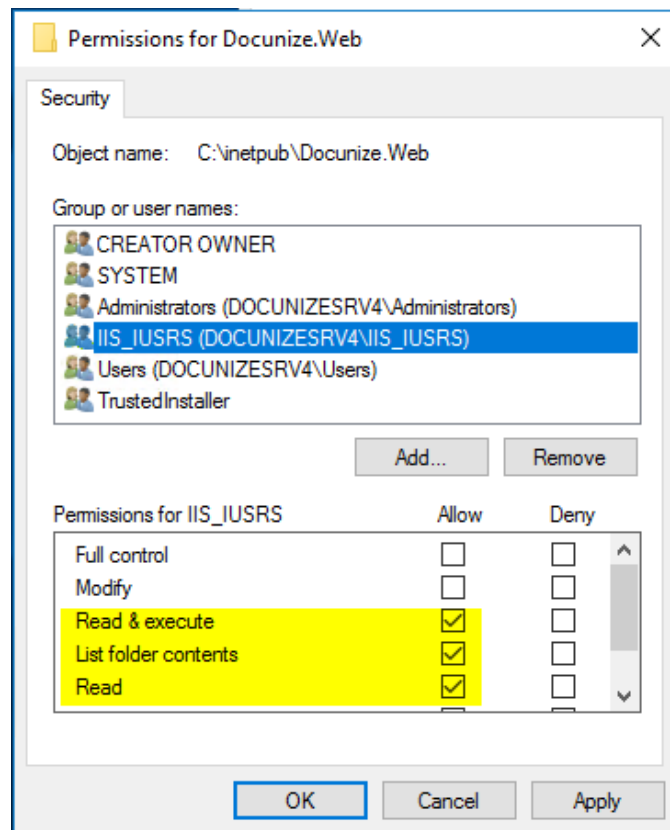 Permissions for Docunize.Web
Security
Object name: C:\inetpub\Docunize.Web
Group or user names:
CREATOR OWNER
SYSTEM
Administrators (DOCUNIZESRV4\Administrators)
IIS_IUSRS (DOCUNIZESRV4\IIS_IUSRS)
Users (DOCUNIZESRV4\Users)
TrustedInstaller
Add... Remove
Permissions for IIS_IUSRS Allow Deny
Full control
Modify
Read & execute
List folder contents
Read
OK Cancel Apply